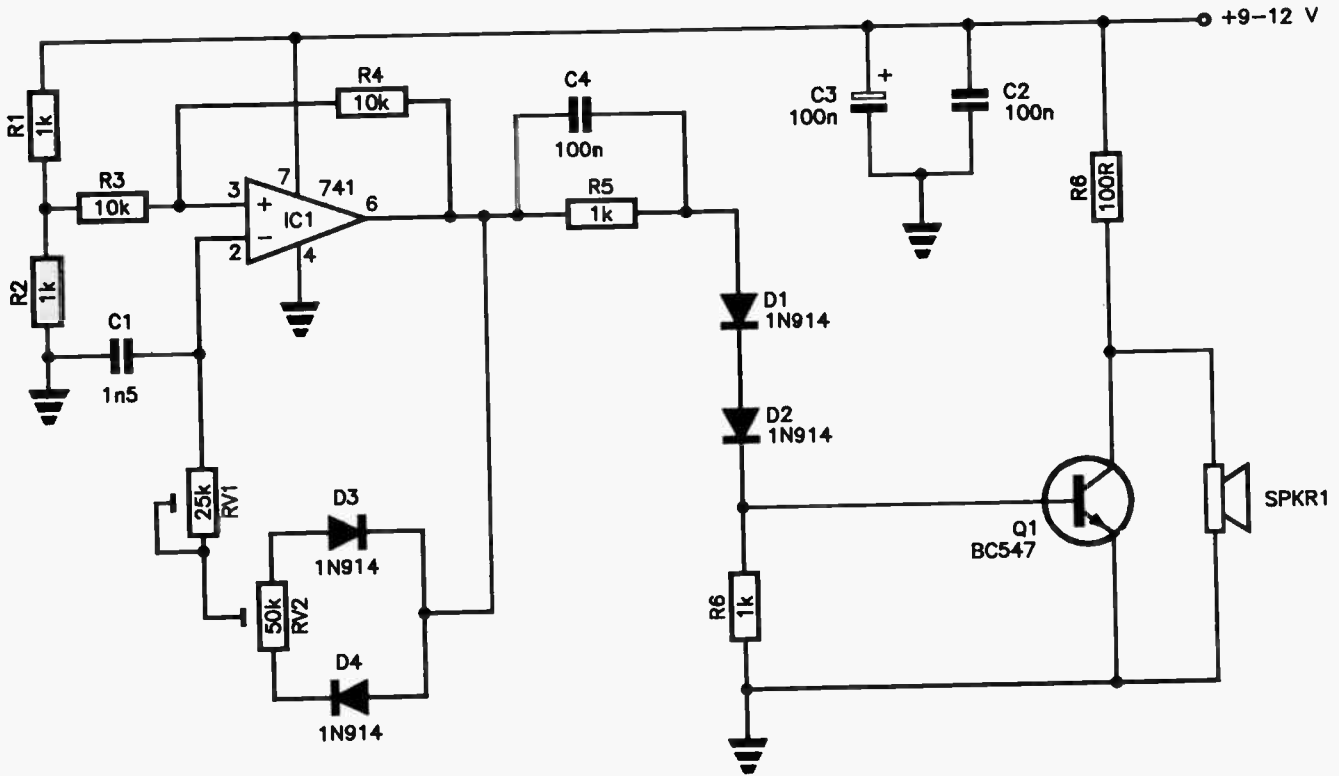 +9-12 V
R1
1k
R2
1k
R3
10k
R4
10k
3
2
7
741
IC1
6
4
+
−
C1
1n5
C4
100n
R5
1k
C3
100n
+
C2
100n
R6
100R
D1
1N914
D2
1N914
25k
RV1
50k
RV2
D3
1N914
D4
1N914
R6
1k
Q1
BC547
SPKR1